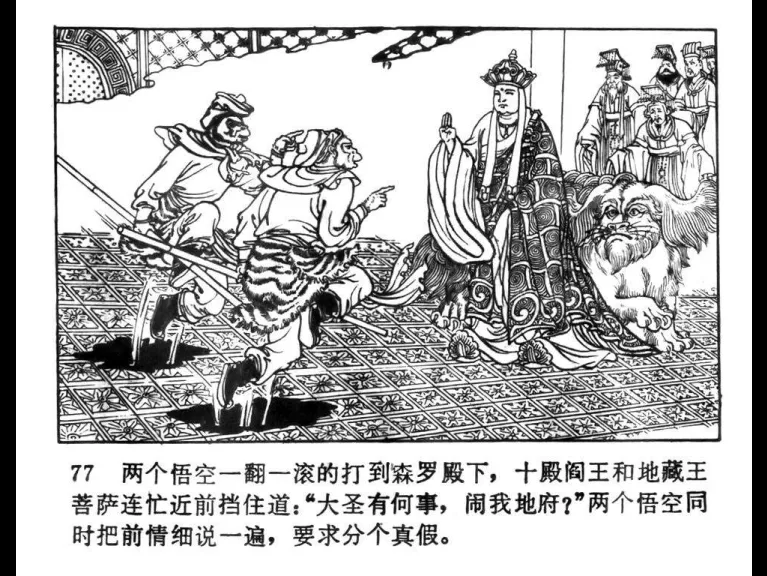 77 两个悟空一翻一滚的打到森罗殿下，十殿阎王和地藏王
菩萨连忙近前挡住道：“大圣有何事，闹我地府？”两个悟空同
时把前情细说一遍，要求分个真假。